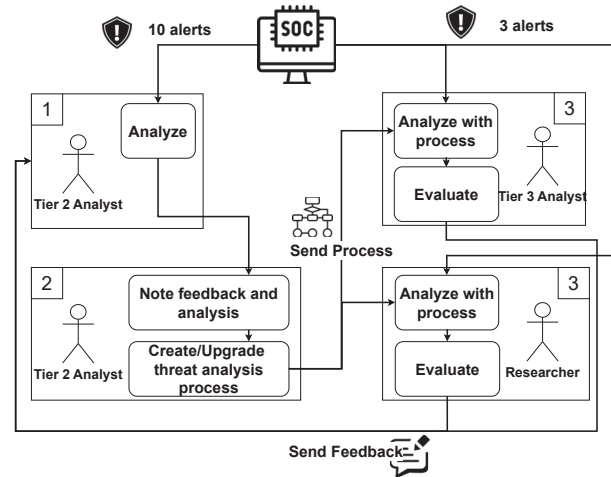 10 alerts
SOC
3 alerts
1
Analyze
Tier 2 Analyst
3
Analyze with
process
Evaluate
Tier 3 Analyst
Send Process
2
Note feedback and
analysis
Create/Upgrade
threat analysis
process
Tier 2 Analyst
3
Analyze with
process
Evaluate
Researcher
Send Feedback